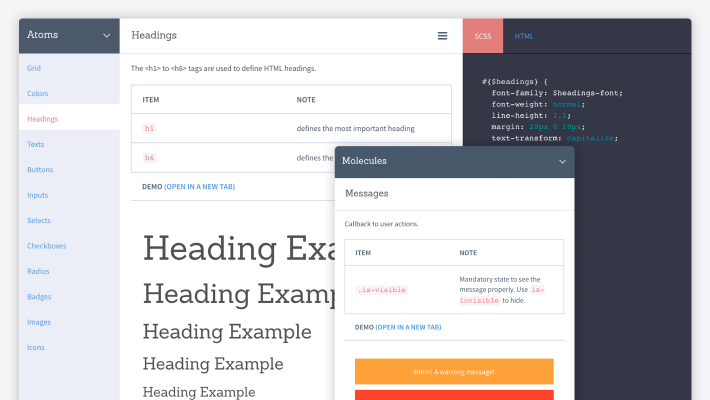 Atoms
Grid
Colors
Headings
Texts
Buttons
Inputs
Selects
Checkboxes
Radios
Badges
Images
Icons
Headings
The <h1> to <h6> tags are used to define HTML headings.
ITEM NOTE
h1 defines the most important heading
h6 defines the
DEMO (OPEN IN A NEW TAB)
Heading Exa
Heading Examp
Heading Example
Heading Example
Heading Example
SCSS HTML
#{$headings} {
font-family: $headings-font;
font-weight: normal;
line-height: 1.1;
margin: 20px 0 10px;
text-transform: capitalize;
Molecules
Messages
Callback to user actions.
ITEM NOTE
.is-visible Mandatory state to see the
message properly. Use is-
invisible to hide.
DEMO (OPEN IN A NEW TAB)
Hmm! A warning message!